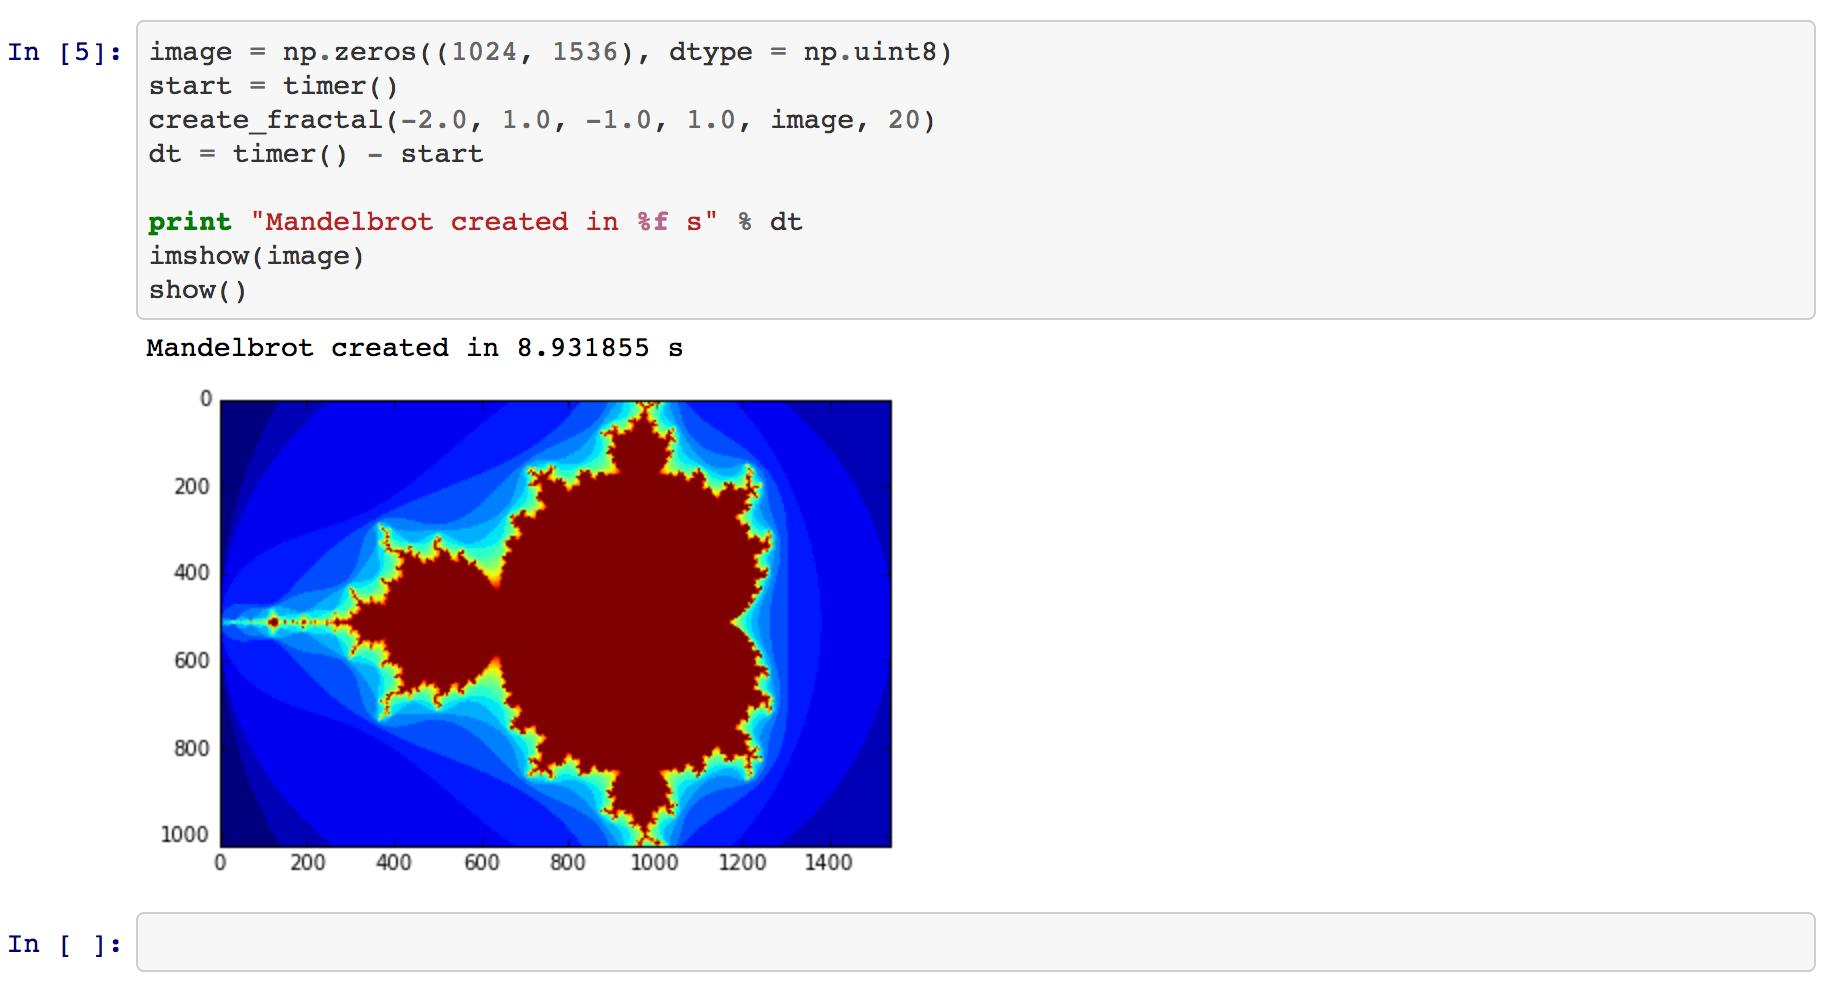 In [5]:
image = np.zeros((1024, 1536), dtype = np.uint8)
start = timer()
create_fractal(-2.0, 1.0, -1.0, 1.0, image, 20)
dt = timer() - start
print "Mandelbrot created in %f s" % dt
imshow(image)
show()
Mandelbrot created in 8.931855 s
0
200
400
600
800
1000
0 200 400 600 800 1000 1200 1400
In [ ]: